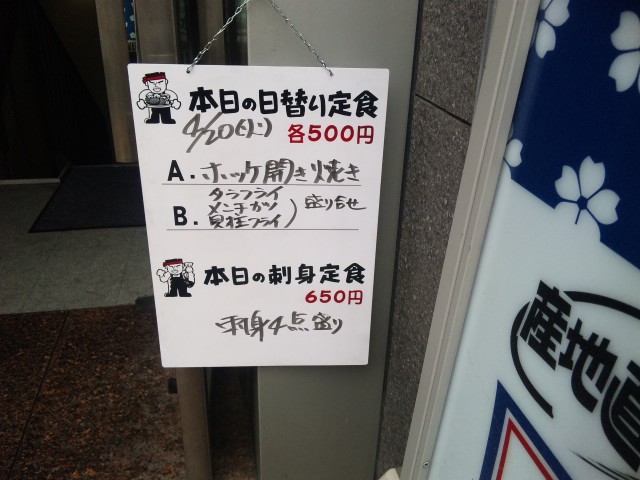 本日の日替り定食
4/20(火)
各500円
A.ホッケ開き焼き
タラフライ
B.メンチカツ 盛り合せ
貝柱フライ
本日の刺身定食
650円
刺身4点盛り
産地直